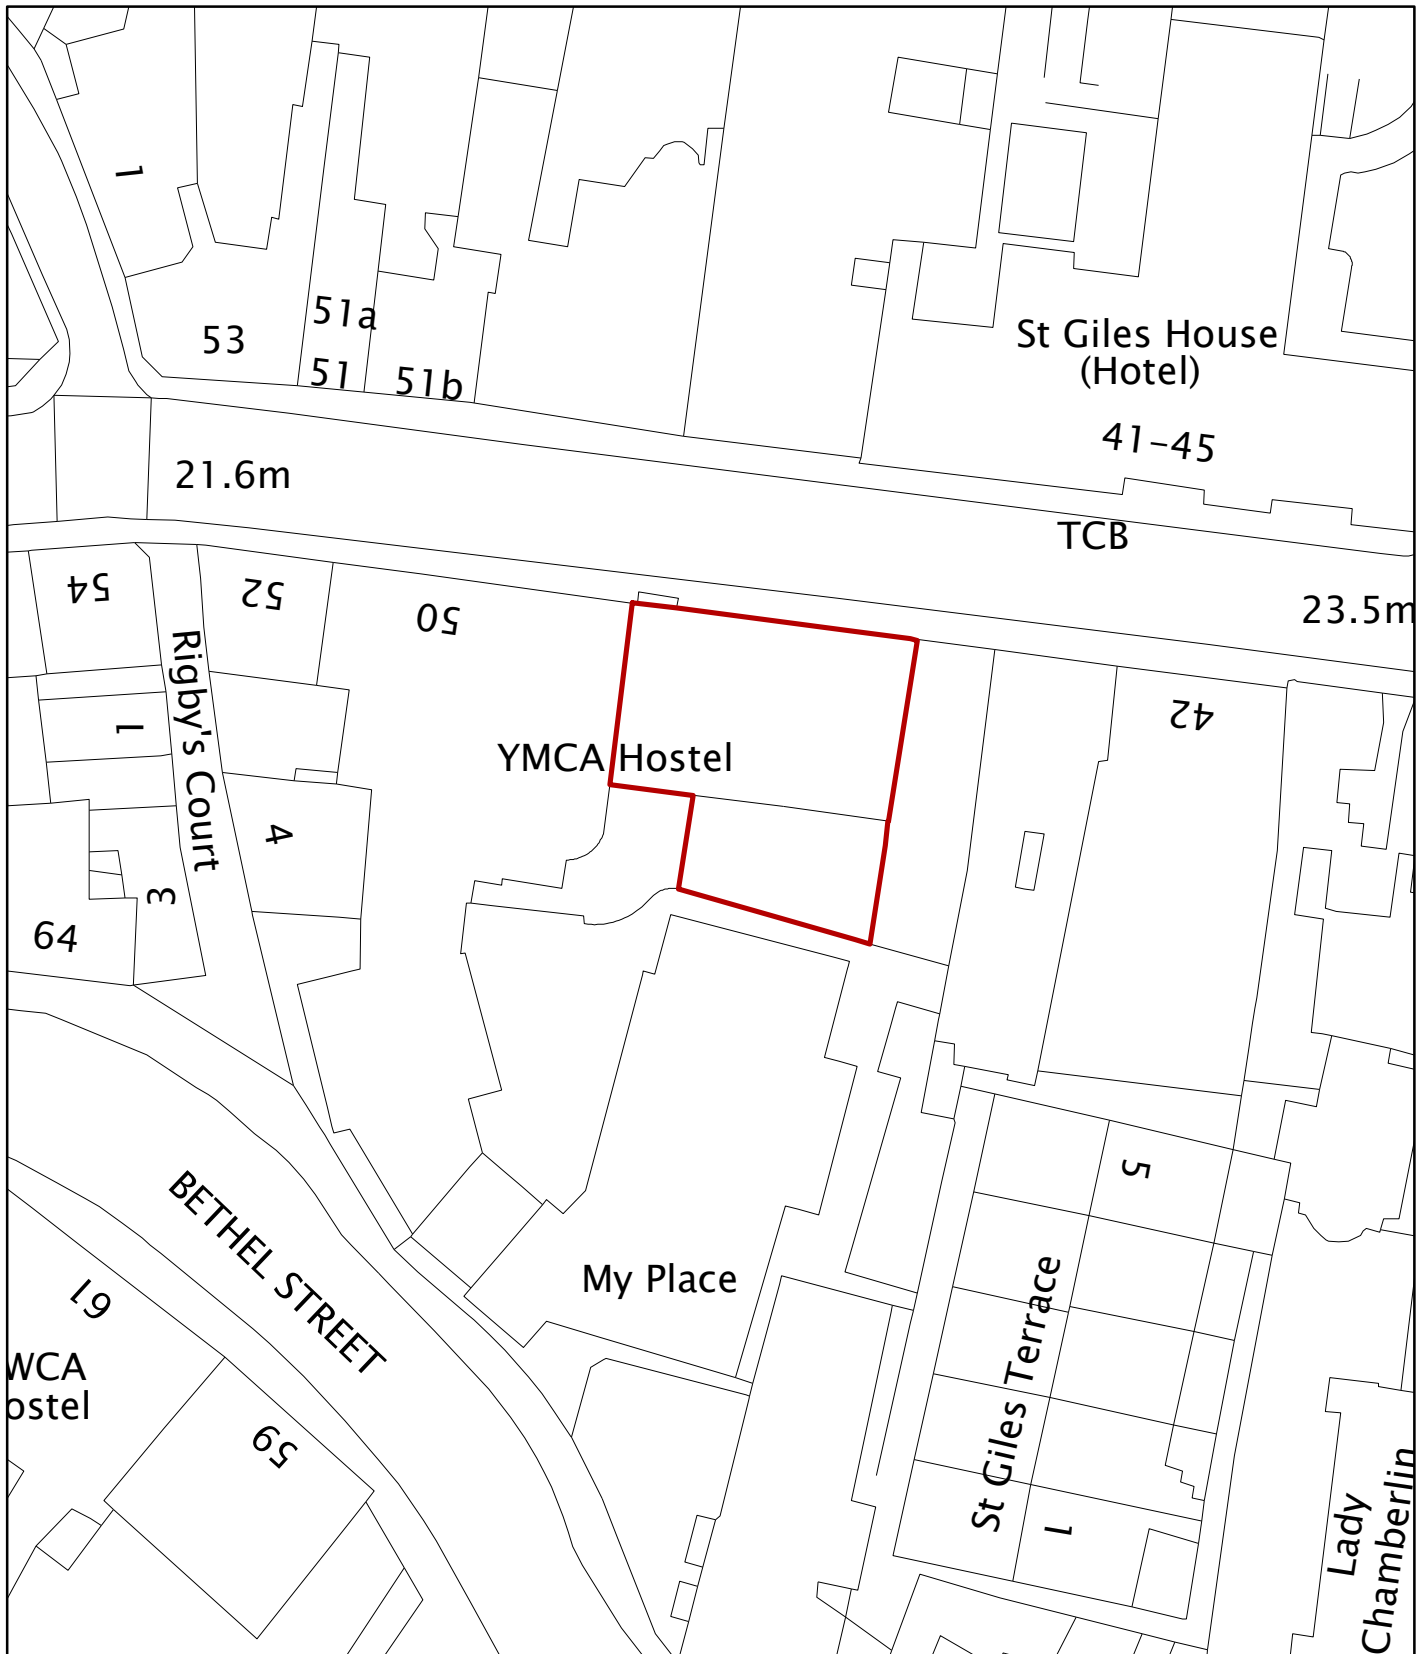 1
53
51a
51
51b
St Giles House
(Hotel)
41-45
21.6m
TCB
23.5m
54
52
50
Rigby's Court
1
YMCA Hostel
42
4
3
64
5
BETHEL STREET
My Place
61
WCA
ostel
59
St Giles Terrace
1
Lady
Chamberlin